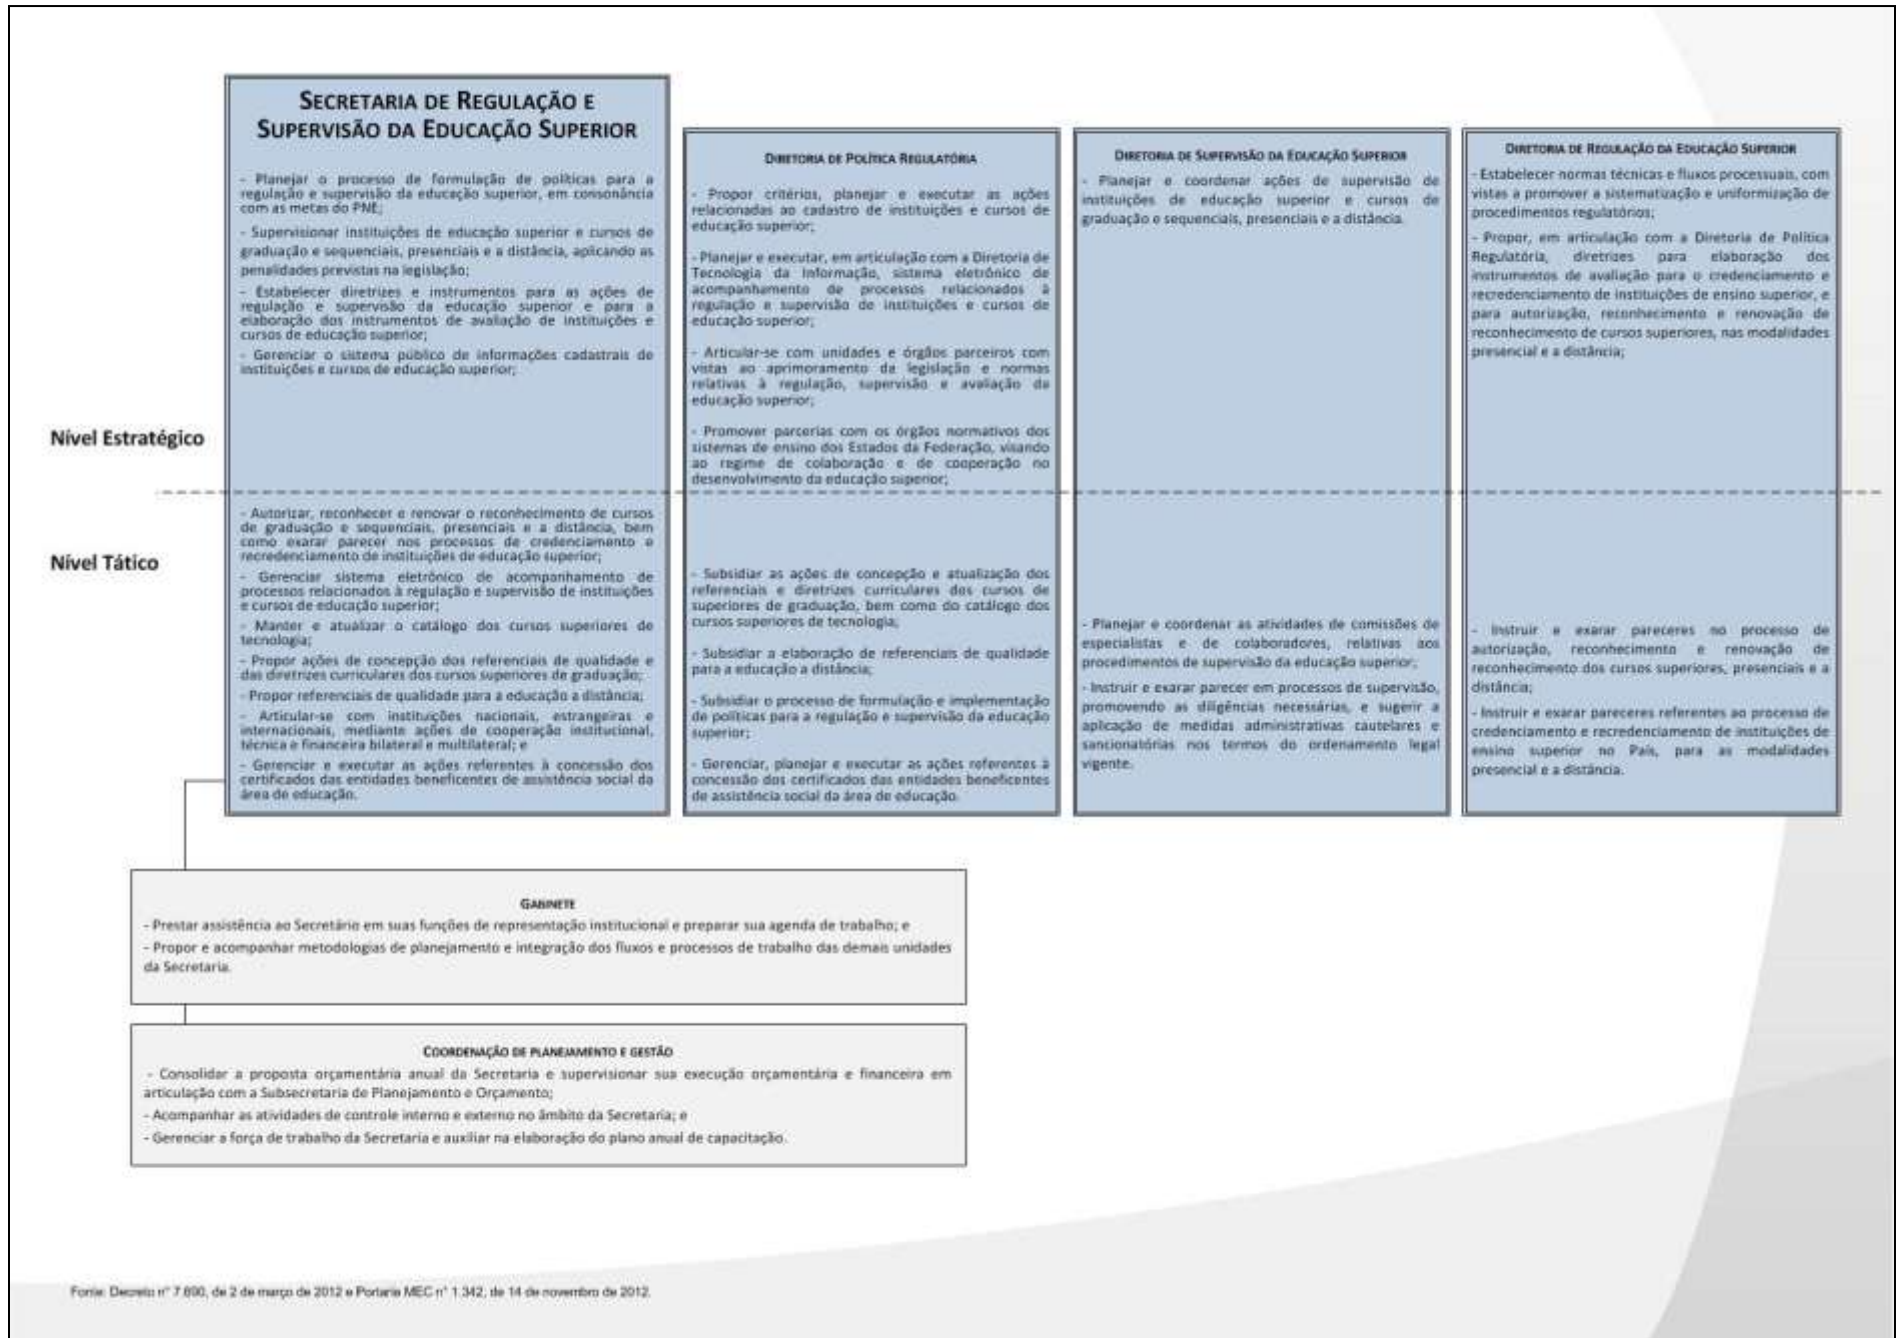 SECRETARIA DE REGULAÇÃO E
SUPERVISÃO DA EDUCAÇÃO SUPERIOR
- Planejar o processo de formulação de políticas para a
regulação e supervisão da educação superior, em consonância
com as metas do PNE;
- Supervisionar instituições de educação superior e cursos de
graduação e sequenciais, presenciais e a distância, aplicando as
penalidades previstas na legislação;
- Estabelecer diretrizes e instrumentos para as ações de
regulação e supervisão da educação superior e para a
elaboração dos instrumentos de avaliação de instituições e
cursos de educação superior;
- Gerenciar o sistema público de informações cadastrais de
instituições e cursos de educação superior;
DIRETORIA DE POLÍTICA REGULATÓRIA
- Propor critérios, planejar e executar as ações
relacionadas ao cadastro de instituições e cursos de
educação superior;
- Planejar e executar, em articulação com a Diretoria de
Tecnologia da Informação, sistema eletrônico de
acompanhamento de processos relacionados à
regulação e supervisão de instituições e cursos de
educação superior;
- Articular-se com unidades e órgãos parceiros com
vistas ao aprimoramento da legislação e normas
relativas à regulação, supervisão e avaliação da
educação superior;
- Promover parcerias com os órgãos normativos dos
sistemas de ensino dos Estados da Federação, visando
ao regime de colaboração e de cooperação no
desenvolvimento da educação superior;
DIRETORIA DE SUPERVISÃO DA EDUCAÇÃO SUPERIOR
- Planejar e coordenar ações de supervisão de
instituições de educação superior e cursos de
graduação e sequenciais, presenciais e a distância.
DIRETORIA DE REGULAÇÃO DA EDUCAÇÃO SUPERIOR
- Estabelecer normas técnicas e fluxos processuais, com
vistas a promover a sistematização e uniformização de
procedimentos regulatórios;
- Propor, em articulação com a Diretoria de Política
Regulatória, diretrizes para elaboração dos
instrumentos de avaliação para o credenciamento e
recredenciamento de instituições de ensino superior, e
para autorização, reconhecimento e renovação de
reconhecimento de cursos superiores, nas modalidades
presencial e a distância;
Nível Estratégico
Nível Tático
- Autorizar, reconhecer e renovar o reconhecimento de cursos
de graduação e sequenciais, presenciais e a distância, bem
como exarar parecer nos processos de credenciamento e
recredenciamento de instituições de educação superior;
- Gerenciar sistema eletrônico de acompanhamento de
processos relacionados à regulação e supervisão de instituições
e cursos de educação superior;
- Manter e atualizar o catálogo dos cursos superiores de
tecnologia;
- Propor ações de concepção dos referenciais de qualidade e
das diretrizes curriculares dos cursos superiores de graduação;
- Propor referenciais de qualidade para a educação a distância;
- Articular-se com instituições nacionais, estrangeiras e
internacionais, mediante ações de cooperação institucional,
técnica e financeira bilateral e multilateral; e
- Gerenciar e executar as ações referentes à concessão dos
certificados das entidades beneficentes de assistência social da
área de educação.
- Subsidiar as ações de concepção e atualização dos
referenciais e diretrizes curriculares dos cursos de
superiores de graduação, bem como do catálogo dos
cursos superiores de tecnologia;
- Subsidiar a elaboração de referenciais de qualidade
para a educação a distância;
- Subsidiar o processo de formulação e implementação
de políticas para a regulação e supervisão da educação
superior;
- Gerenciar, planejar e executar as ações referentes à
concessão dos certificados das entidades beneficentes
de assistência social da área de educação.
- Planejar e coordenar as atividades de comissões de
especialistas e de colaboradores, relativas aos
procedimentos de supervisão da educação superior;
- Instruir e exarar parecer em processos de supervisão,
promovendo as diligências necessárias, e sugerir a
aplicação de medidas administrativas cautelares e
sancionatórias nos termos do ordenamento legal
vigente.
- Instruir e exarar pareceres no processo de
autorização, reconhecimento e renovação de
reconhecimento dos cursos superiores, presenciais e a
distância;
- Instruir e exarar pareceres referentes ao processo de
credenciamento e recredenciamento de instituições de
ensino superior no País, para as modalidades
presencial e a distância.
GABINETE
- Prestar assistência ao Secretário em suas funções de representação institucional e preparar sua agenda de trabalho; e
- Propor e acompanhar metodologias de planejamento e integração dos fluxos e processos de trabalho das demais unidades
da Secretaria.
COORDENAÇÃO DE PLANEJAMENTO E GESTÃO
- Consolidar a proposta orçamentária anual da Secretaria e supervisionar sua execução orçamentária e financeira em
articulação com a Subsecretaria de Planejamento e Orçamento;
- Acompanhar as atividades de controle interno e externo no âmbito da Secretaria; e
- Gerenciar a força de trabalho da Secretaria e auxiliar na elaboração do plano anual de capacitação.
Fonte: Decreto n° 7.690, de 2 de março de 2012 e Portaria MEC n° 1.342, de 14 de novembro de 2012.